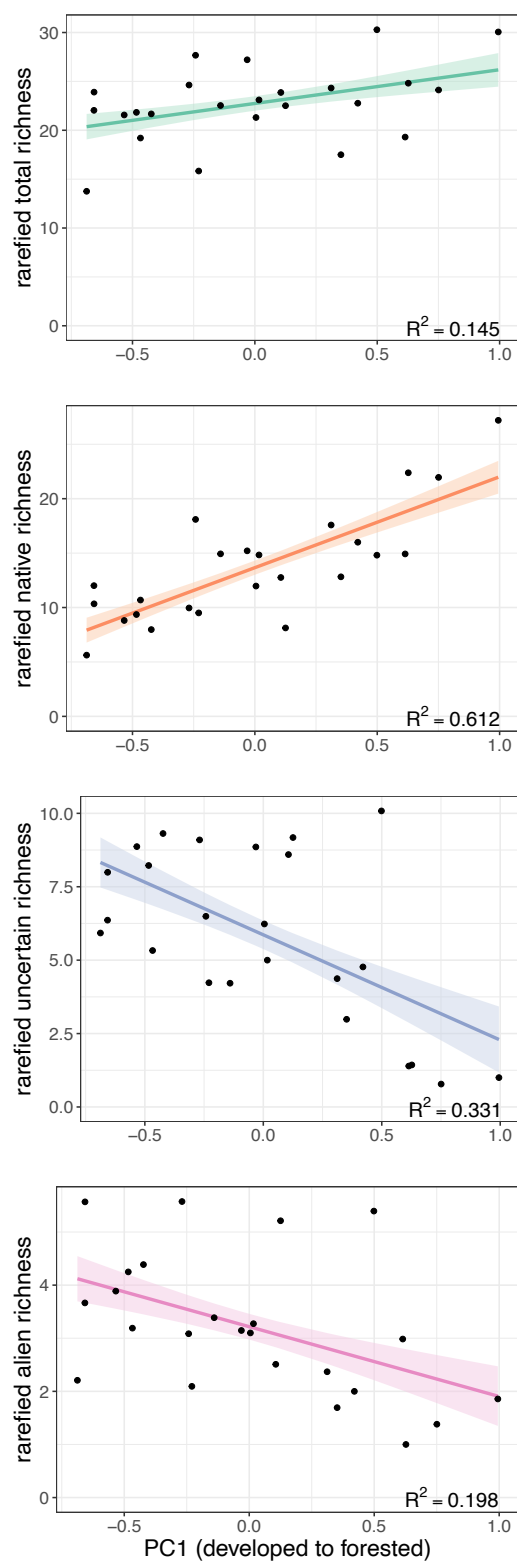 30
20
10
0
rarefied total richness
R² = 0.145
−0.5 0.0 0.5 1.0
20
10
0
rarefied native richness
R² = 0.612
−0.5 0.0 0.5 1.0
10.0
7.5
5.0
2.5
0.0
rarefied uncertain richness
R² = 0.331
−0.5 0.0 0.5 1.0
4
2
0
rarefied alien richness
R² = 0.198
−0.5 0.0 0.5 1.0
PC1 (developed to forested)